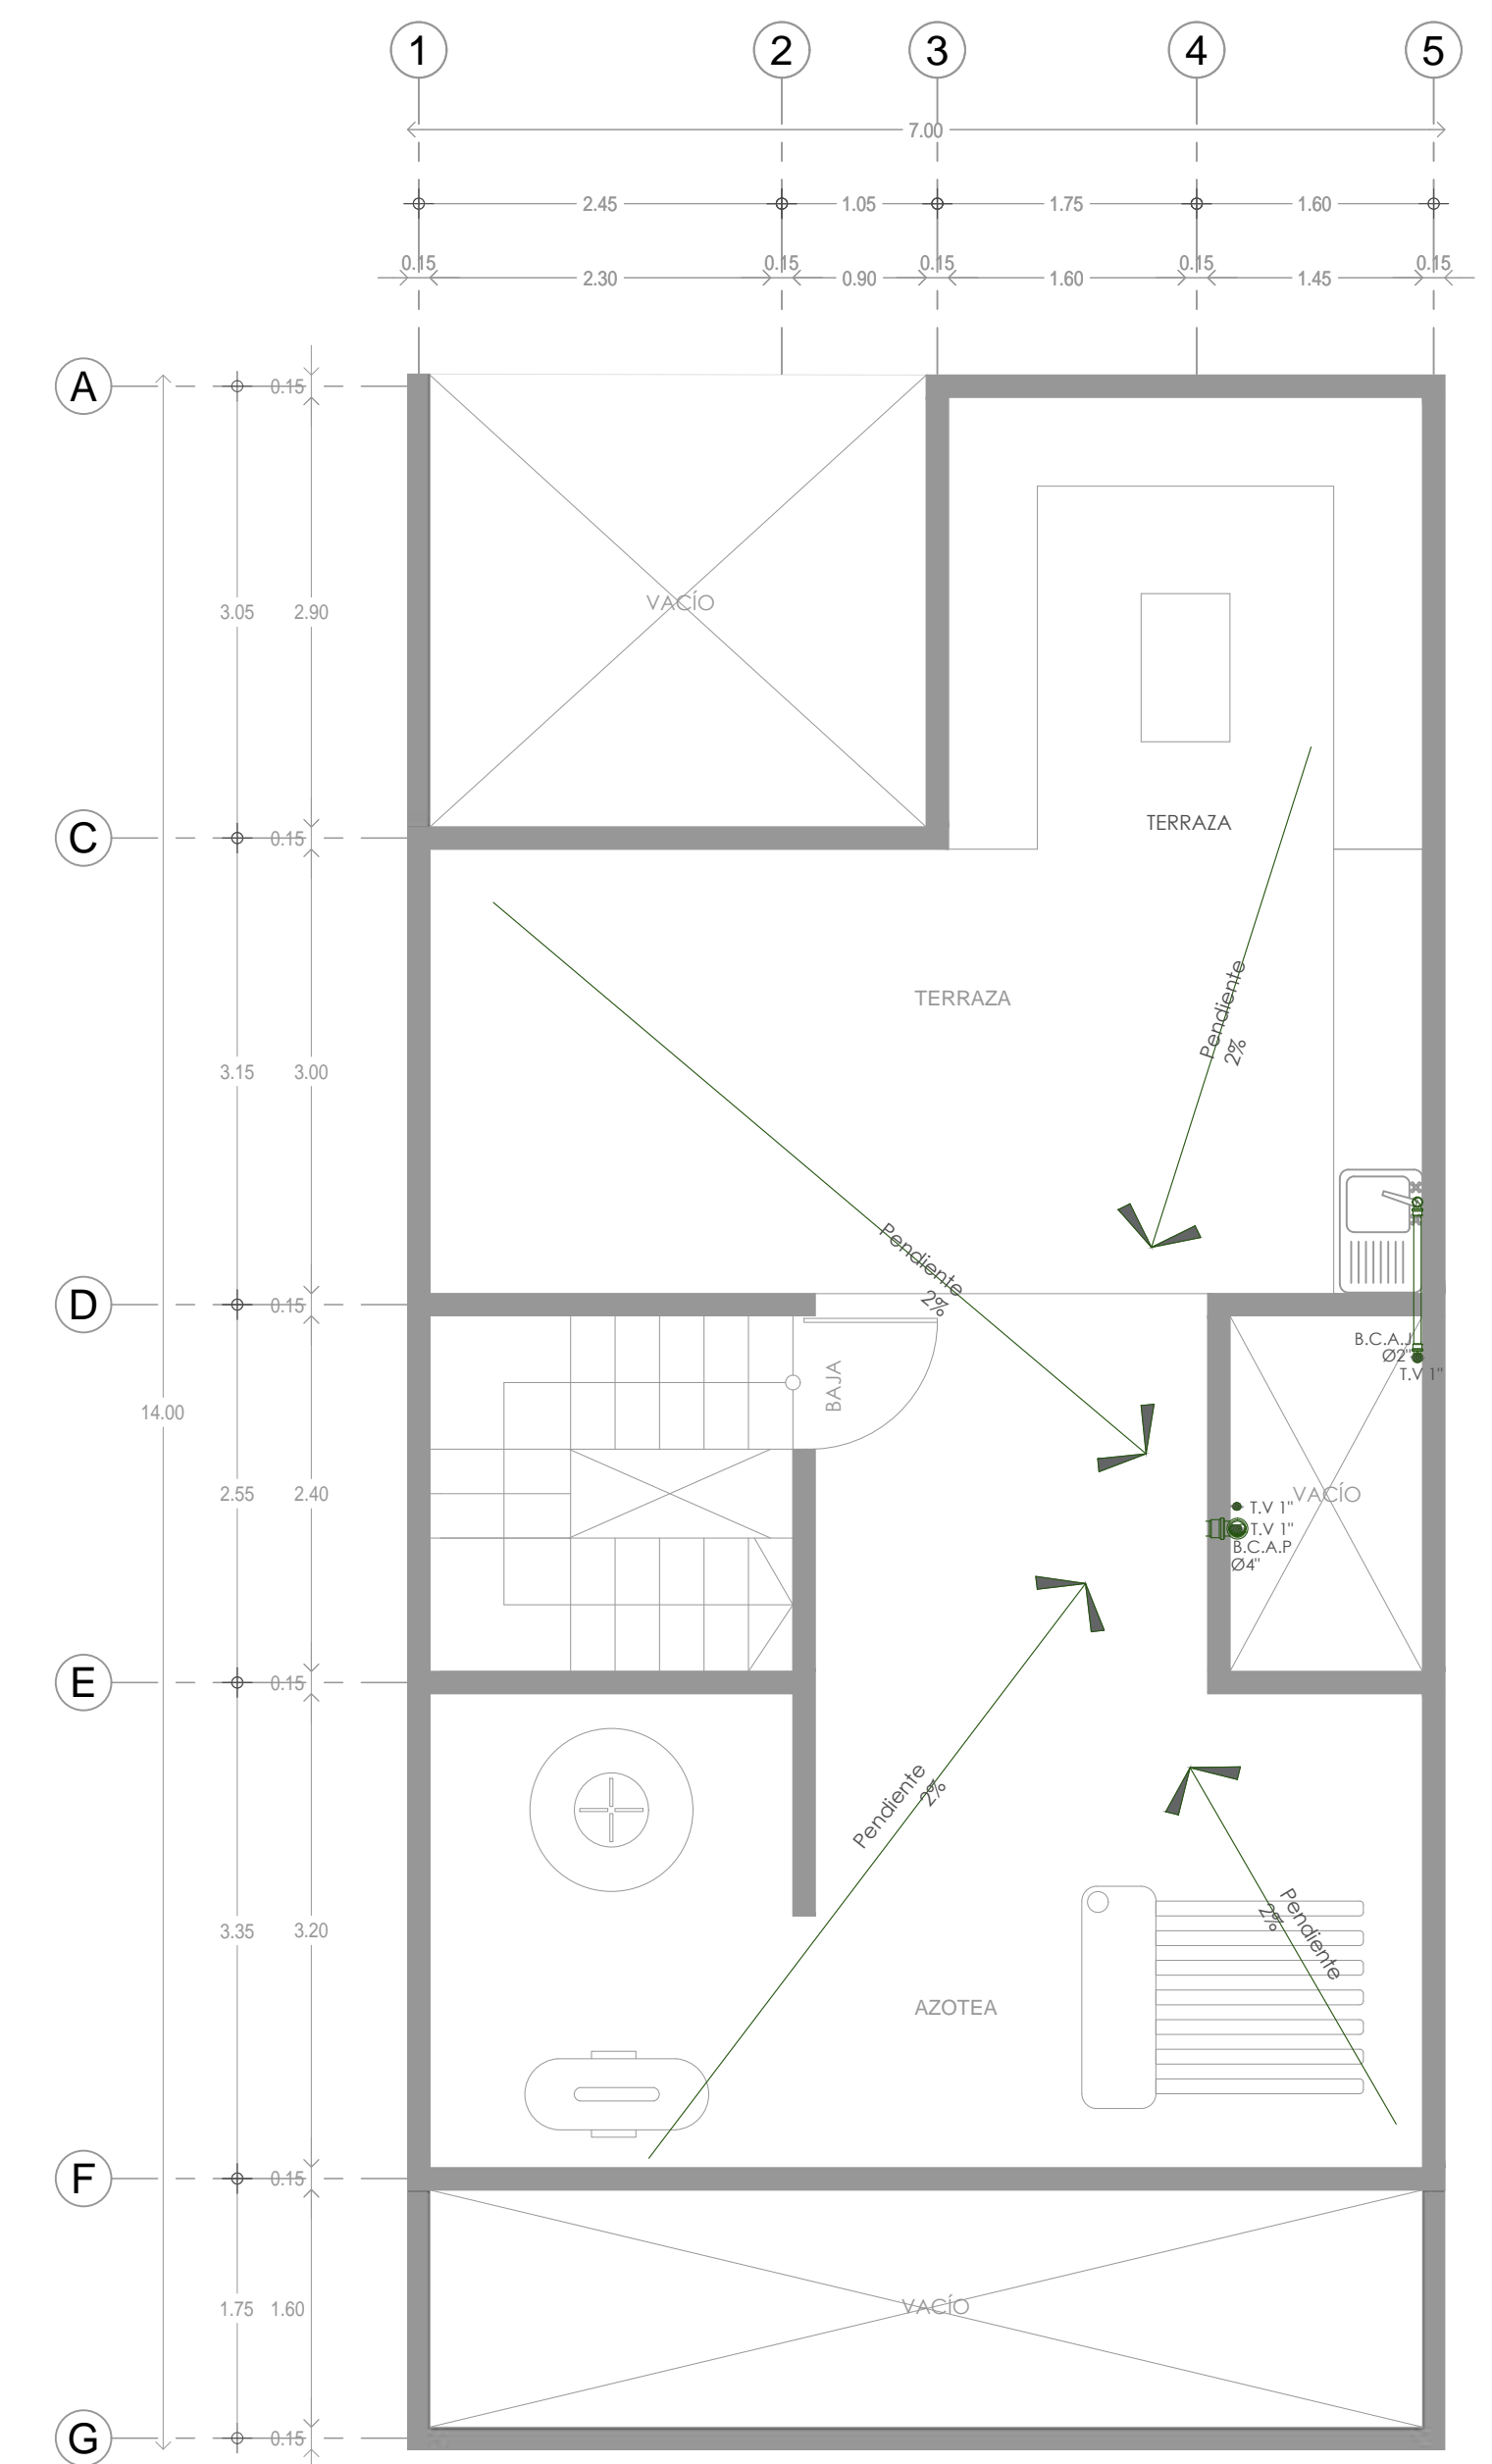 1 2 3 4 5
7.00
2.45 1.05 1.75 1.60
0.15 0.15 0.15 0.15 0.15
2.30 0.90 1.60 1.45
A 0.15
3.05 2.90
VACÍO
TERRAZA
C 0.15
TERRAZA
Pendiente
2%
3.15 3.00
Pendiente
2%
D 0.15
B.C.A.J
Ø2"
T.V 1"
BAJA
14.00
2.55 2.40
VACÍO
T.V 1"
T.V 1"
B.C.A.P
Ø4"
E 0.15
Pendiente
2%
Pendiente
2%
3.35 3.20
AZOTEA
F 0.15
VACÍO
1.75 1.60
G 0.15